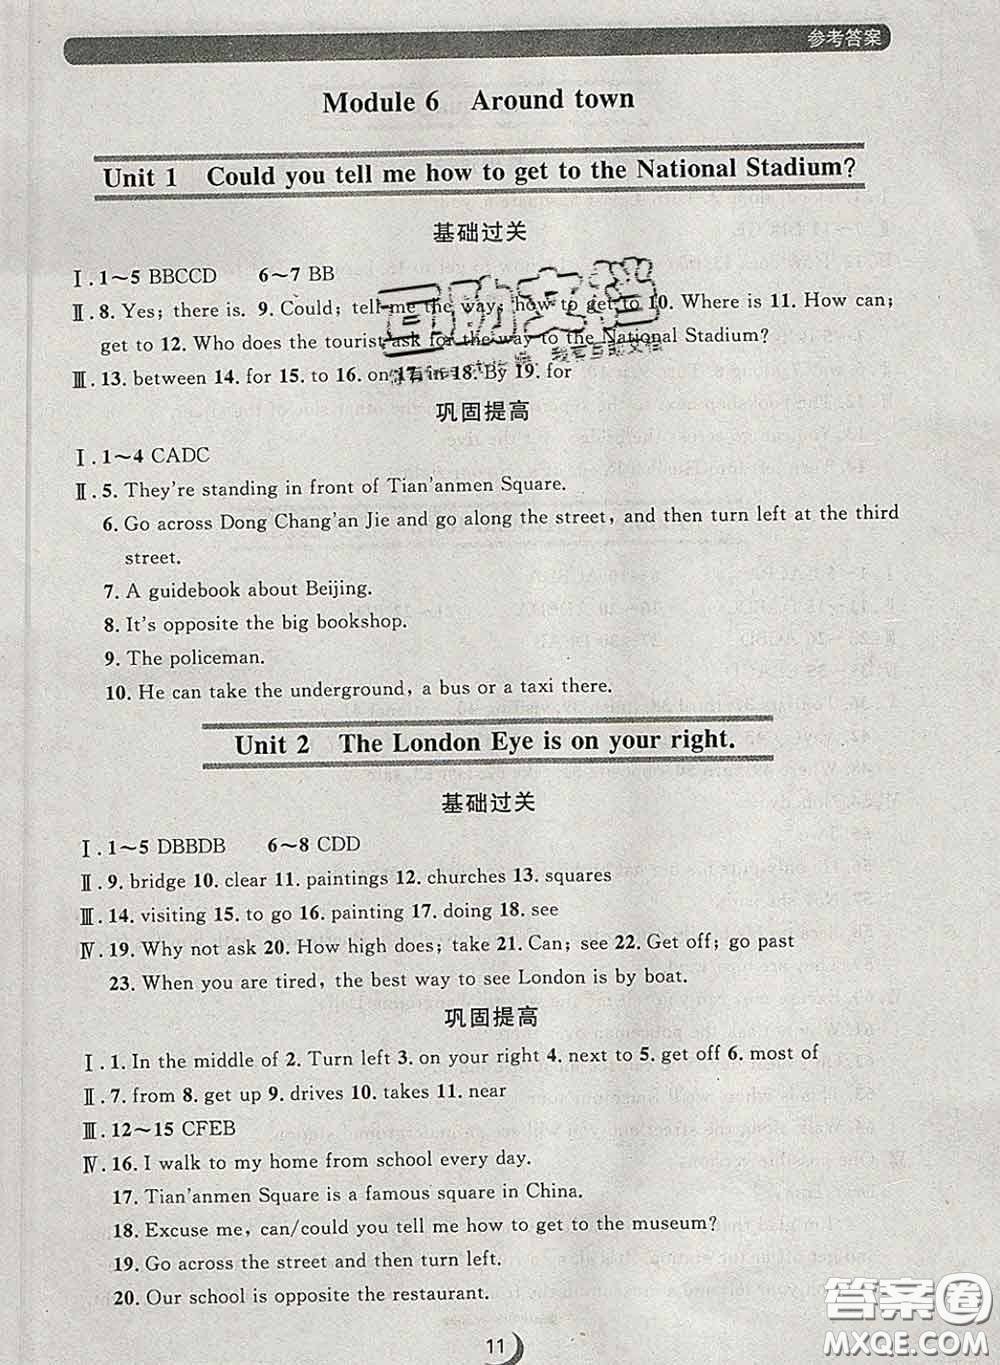 参考答案
Module 6 Around town
Unit 1 Could you tell me how to get to the National Stadium?
基础过关
Ⅰ. 1～5 BBCCD 6～7 BB
Ⅱ. 8. Yes; there is. 9. Could; tell me the way; how to get to 10. Where is 11. How can;
get to 12. Who does the tourist ask for the way to the National Stadium?
Ⅲ. 13. between 14. for 15. to 16. on 17. in 18. By 19. for
互助文档
巩固提高
Ⅰ. 1～4 CADC
Ⅱ. 5. They're standing in front of Tian'anmen Square.
6. Go across Dong Chang'an Jie and go along the street, and then turn left at the third
street.
7. A guidebook about Beijing.
8. It's opposite the big bookshop.
9. The policeman.
10. He can take the underground, a bus or a taxi there.
Unit 2 The London Eye is on your right.
基础过关
Ⅰ. 1～5 DBBDB 6～8 CDD
Ⅱ. 9. bridge 10. clear 11. paintings 12. churches 13. squares
Ⅲ. 14. visiting 15. to go 16. painting 17. doing 18. see
Ⅳ. 19. Why not ask 20. How high does; take 21. Can; see 22. Get off; go past
23. When you are tired, the best way to see London is by boat.
巩固提高
Ⅰ. 1. In the middle of 2. Turn left 3. on your right 4. next to 5. get off 6. most of
Ⅱ. 7. from 8. get up 9. drives 10. takes 11. near
Ⅲ. 12～15 CFEB
Ⅳ. 16. I walk to my home from school every day.
17. Tian'anmen Square is a famous square in China.
18. Excuse me, can/could you tell me how to get to the museum?
19. Go across the street and then turn left.
20. Our school is opposite the restaurant.
11
答案圈
MXQE.COM